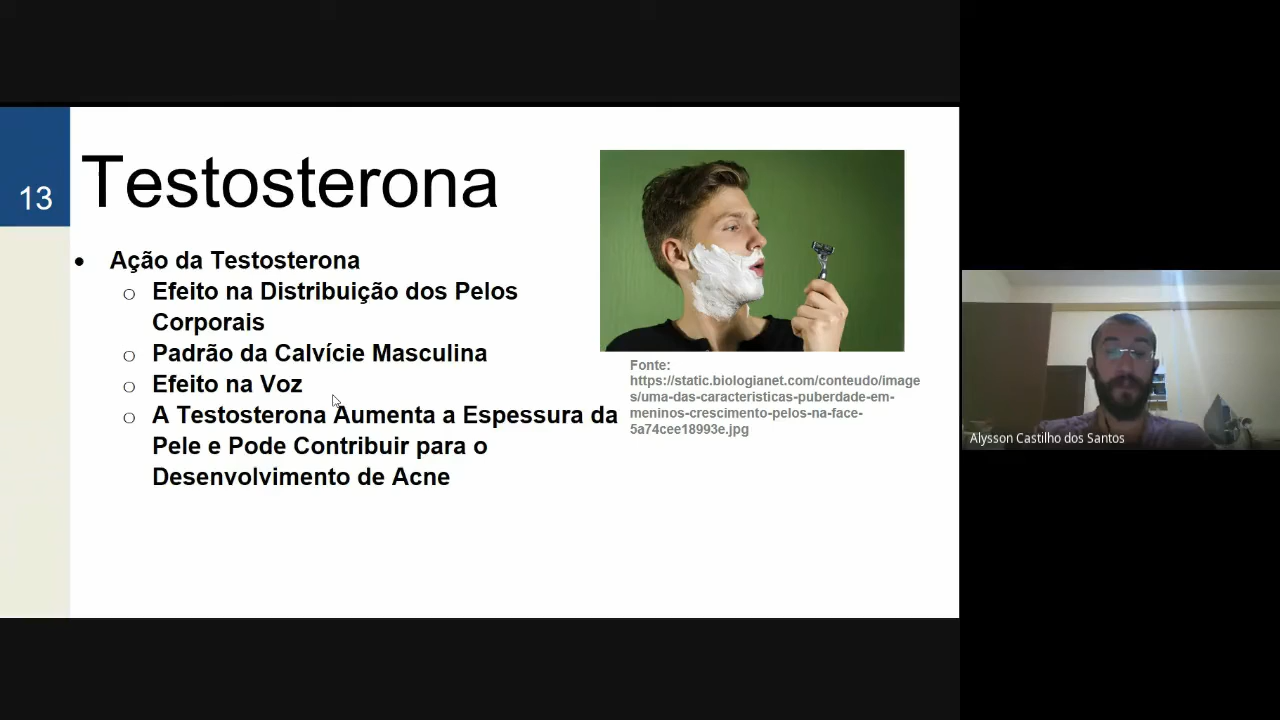 13
Testosterona
Ação da Testosterona
Efeito na Distribuição dos Pelos
Corporais
Padrão da Calvície Masculina
Efeito na Voz
A Testosterona Aumenta a Espessura da
Pele e Pode Contribuir para o
Desenvolvimento de Acne
Fonte:
https://static.biologianet.com/conteudo/image
s/uma-das-caracteristicas-puberdade-em-
meninos-crescimento-pelos-na-face-
5a74cee18993e.jpg
Alysson Castilho dos Santos